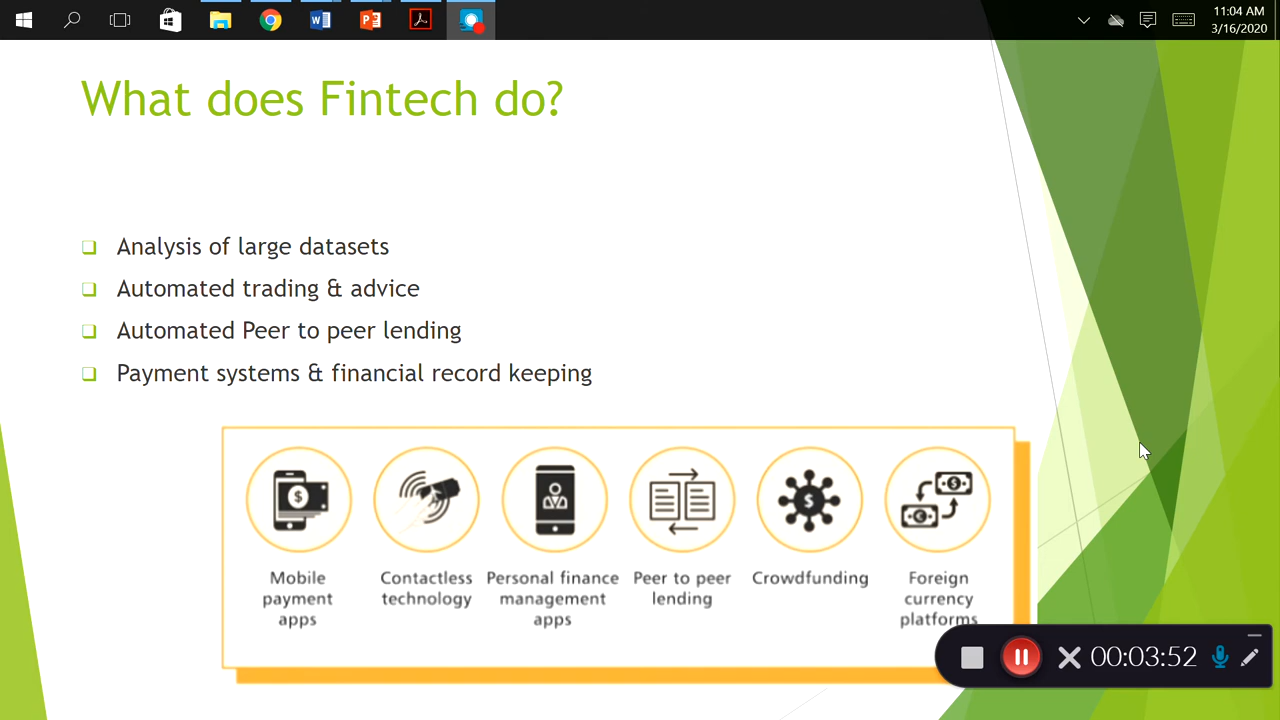 11:04 AM
3/16/2020
What does Fintech do?
Analysis of large datasets
Automated trading & advice
Automated Peer to peer lending
Payment systems & financial record keeping
Mobile
payment
apps
Contactless
technology
Personal finance
management
apps
Peer to peer
lending
Crowdfunding
Foreign
currency
platforms
00:03:52